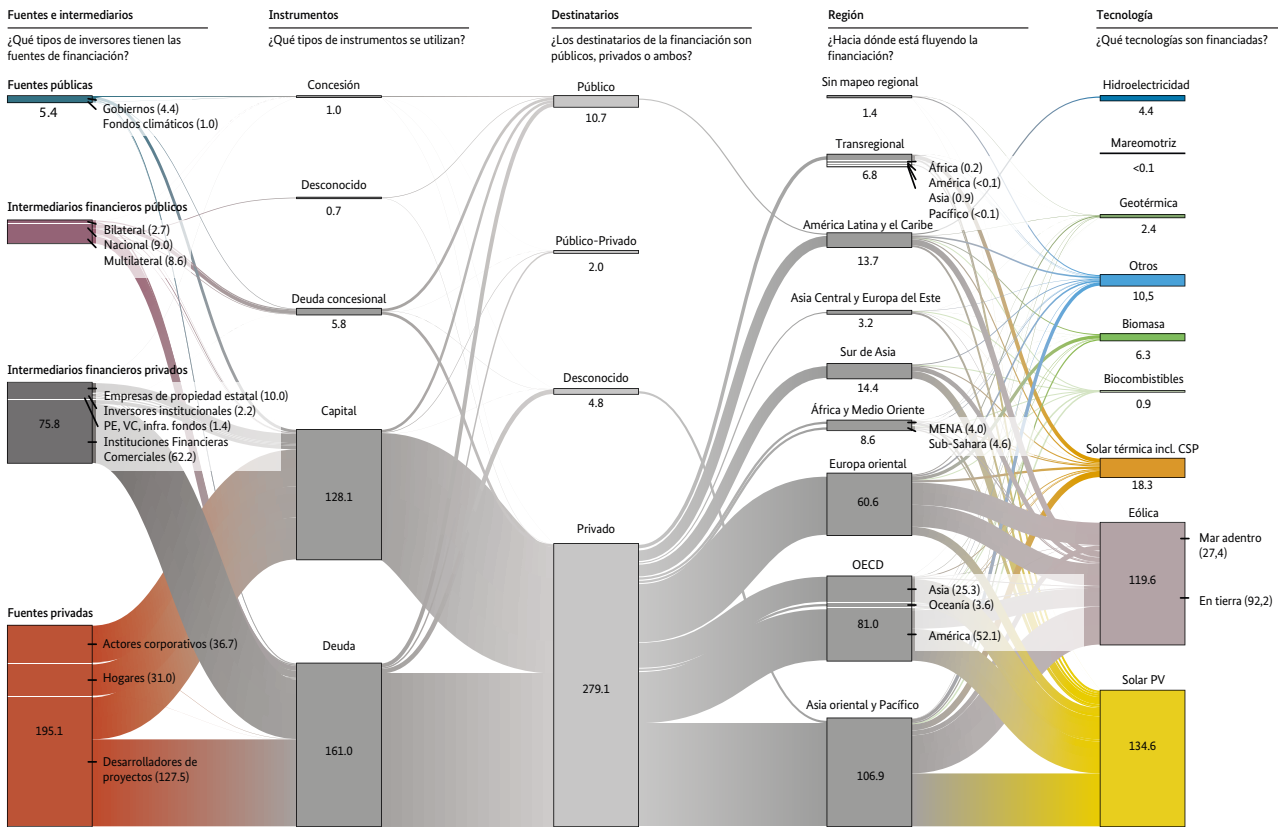 Fuentes e intermediarios
¿Qué tipos de inversores tienen las
fuentes de financiación?
Fuentes públicas
5.4
Gobiernos (4.4)
Fondos climáticos (1.0)
Intermediarios financieros públicos
Bilateral (2.7)
Nacional (9.0)
Multilateral (8.6)
Intermediarios financieros privados
75.8
Empresas de propiedad estatal (10.0)
Inversores institucionales (2.2)
PE, VC, infra. fondos (1.4)
Instituciones Financieras
Comerciales (62.2)
Fuentes privadas
195.1
Actores corporativos (36.7)
Hogares (31.0)
Desarrolladores de
proyectos (127.5)
Instrumentos
¿Qué tipos de instrumentos se utilizan?
Concesión
1.0
Desconocido
0.7
Deuda concesional
5.8
Capital
128.1
Deuda
161.0
Destinatarios
¿Los destinatarios de la financiación son
públicos, privados o ambos?
Público
10.7
Público-Privado
2.0
Desconocido
4.8
Privado
279.1
Región
¿Hacia dónde está fluyendo la
financiación?
Sin mapeo regional
1.4
Transregional
6.8
África (0.2)
América (<0.1)
Asia (0.9)
Pacífico (<0.1)
América Latina y el Caribe
13.7
Asia Central y Europa del Este
3.2
Sur de Asia
14.4
África y Medio Oriente
8.6
MENA (4.0)
Sub-Sahara (4.6)
Europa oriental
60.6
OECD
81.0
Asia (25.3)
Oceanía (3.6)
América (52.1)
Asia oriental y Pacífico
106.9
Tecnología
¿Qué tecnologías son financiadas?
Hidroelectricidad
4.4
Mareomotriz
<0.1
Geotérmica
2.4
Otros
10,5
Biomasa
6.3
Biocombistibles
0.9
Solar térmica incl. CSP
18.3
Eólica
119.6
Mar adentro
(27,4)
En tierra (92,2)
Solar PV
134.6